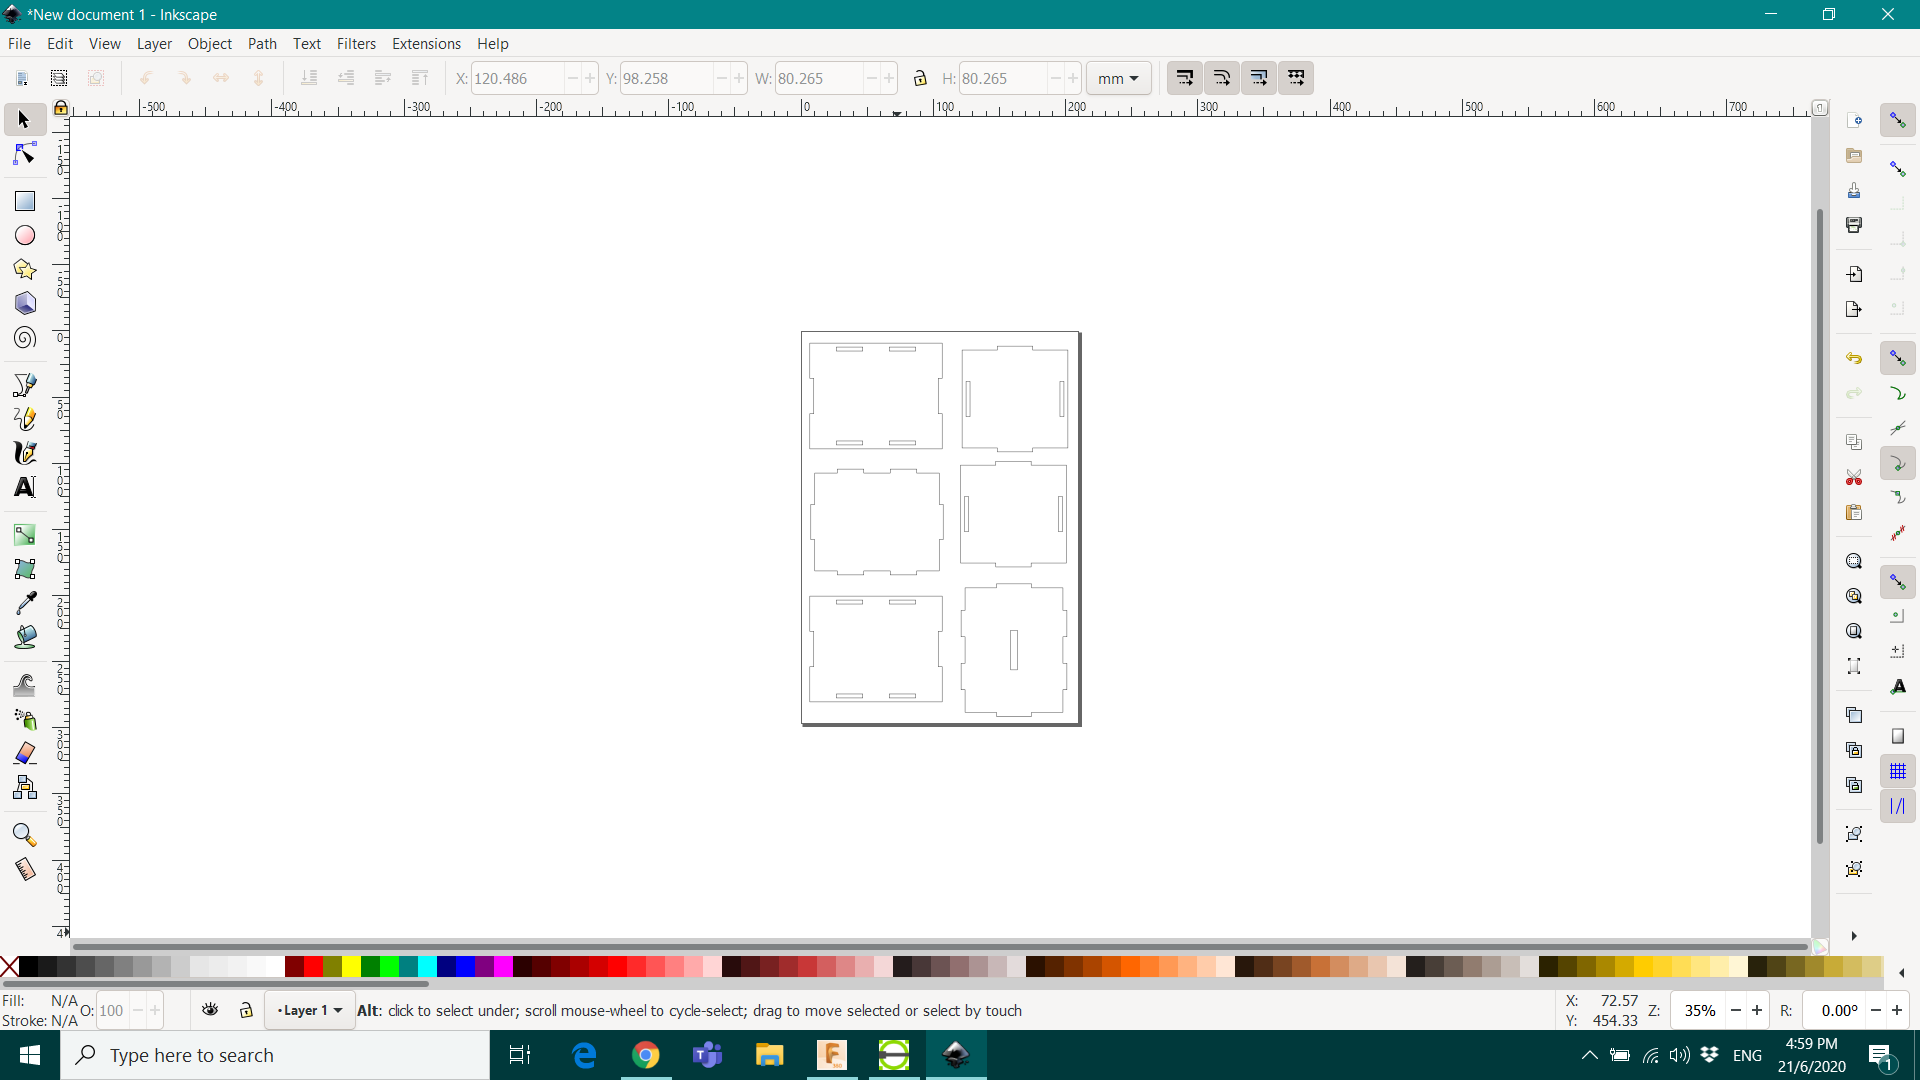 *New document 1 - Inkscape
File Edit View Layer Object Path Text Filters Extensions Help
X: 120.486 Y: 98.258 W: 80.265 H: 80.265 mm
-500 -400 -300 -200 -100 0 100 200 300 400 500 600 700
Fill: N/A
Stroke: N/A
O: 100
Layer 1
Alt: click to select under; scroll mouse-wheel to cycle-select; drag to move selected or select by touch
X: 72.57
Y: 454.33
Z: 35%
R: 0.00°
Type here to search
ENG
4:59 PM
21/6/2020
1